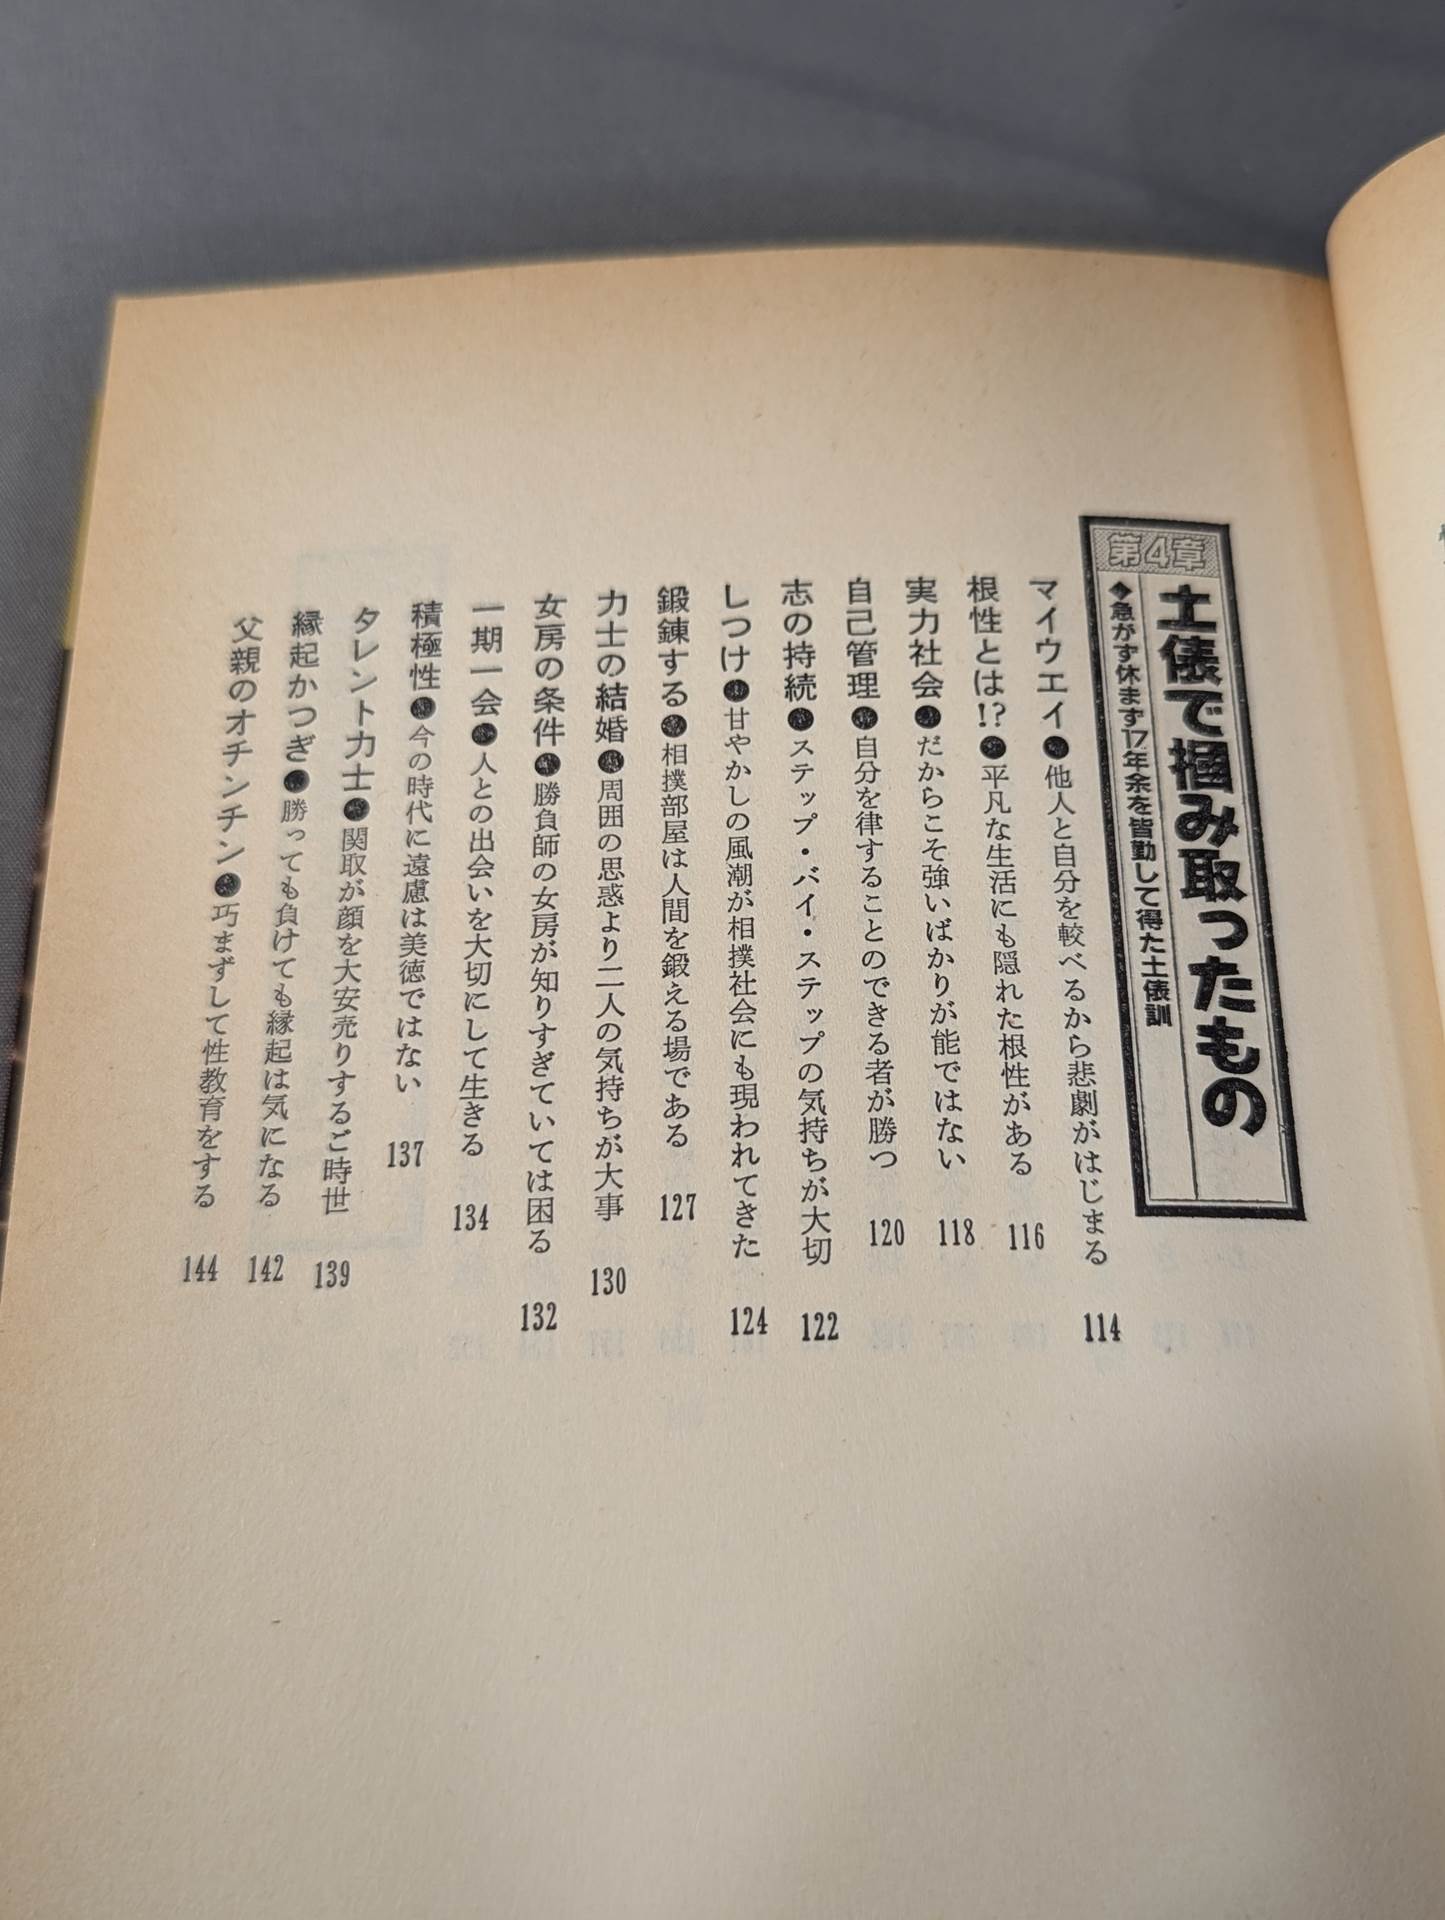 第4章
土俵で掴み取ったもの
◆急がず休まず17年余を皆勤して得た土俵訓
マイウエイ●他人と自分を較べるから悲劇がはじまる 114
根性とは!?●平凡な生活にも隠れた根性がある 116
実力社会●だからこそ強いばかりが能ではない 118
自己管理●自分を律することのできる者が勝つ 120
志の持続●ステップ・バイ・ステップの気持ちが大切 122
しつけ●甘やかしの風潮が相撲社会にも現われてきた 124
鍛錬する●相撲部屋は人間を鍛える場である 127
力士の結婚●周囲の思惑より二人の気持ちが大事 130
女房の条件●勝負師の女房が知りすぎていては困る 132
一期一会●人との出会いを大切にして生きる 134
積極性●今の時代に遠慮は美徳ではない 137
タレント力士●関取が顔を大安売りするご時世 139
縁起かつぎ●勝っても負けても縁起は気になる 142
父親のオチンチン●巧まずして性教育をする 144